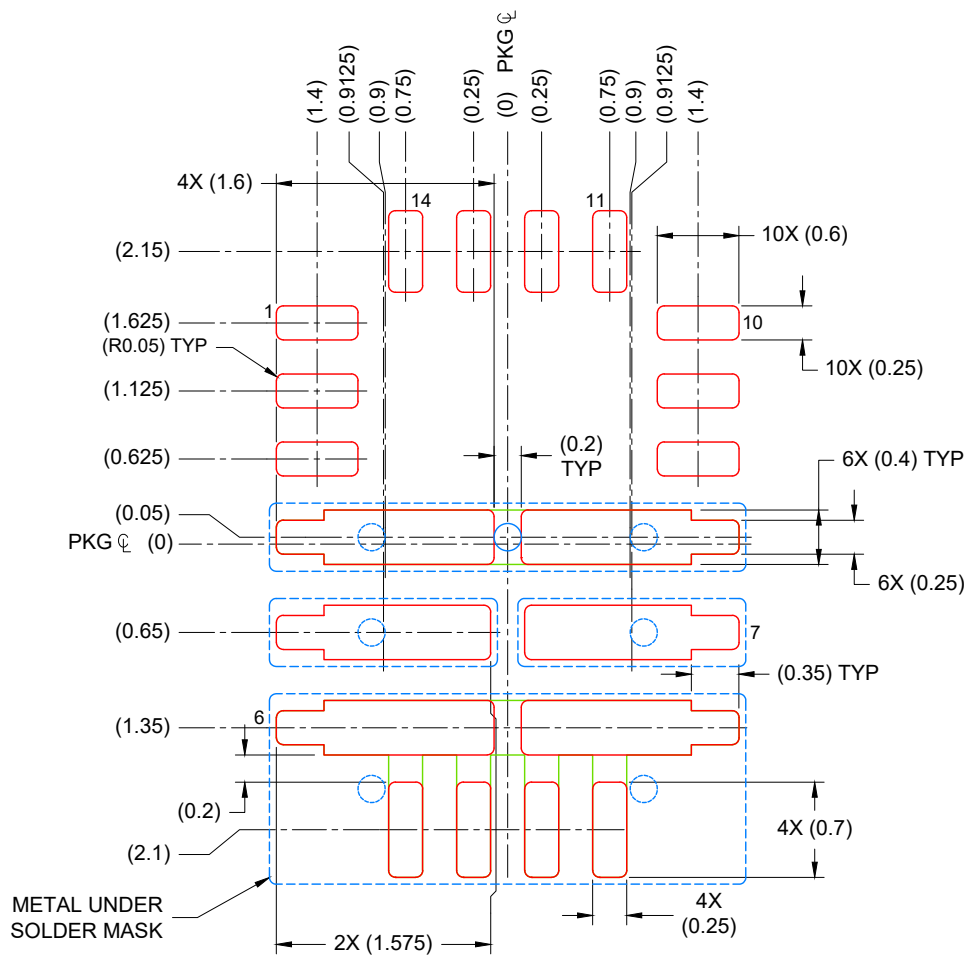 (1.4)
(0.9125)
(0.9)
(0.75)
(0.25)
(0) PKG ℄
(0.25)
(0.75)
(0.9)
(0.9125)
(1.4)
4X (1.6)
14
11
(2.15)
10X (0.6)
1
(1.625)
10
(R0.05) TYP
10X (0.25)
(1.125)
(0.2)
TYP
(0.625)
6X (0.4) TYP
(0.05)
PKG ℄ (0)
6X (0.25)
(0.65)
7
(0.35) TYP
6
(1.35)
(0.2)
4X (0.7)
(2.1)
METAL UNDER
SOLDER MASK
4X
(0.25)
2X (1.575)